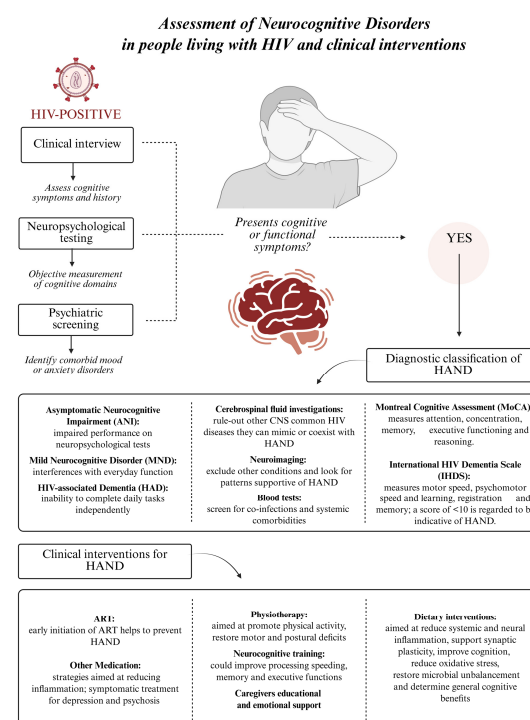 Assessment of Neurocognitive Disorders
in people living with HIV and clinical interventions
HIV-POSITIVE
Clinical interview
Assess cognitive
symptoms and history
Neuropsychological
testing
Objective measurement
of cognitive domains
Psychiatric
screening
Identify comorbid mood
or anxiety disorders
Presents cognitive
or functional
symptoms?
YES
Diagnostic classification of
HAND
Asymptomatic Neurocognitive
Impairment (ANI):
impaired performance on
neuropsychological tests
Mild Neurocognitive Disorder (MND):
interferences with everyday function
HIV-associated Dementia (HAD):
inability to complete daily tasks
independently
Cerebrospinal fluid investigations:
rule-out other CNS common HIV
diseases they can mimic or coexist with
HAND
Neuroimaging:
exclude other conditions and look for
patterns supportive of HAND
Blood tests:
screen for co-infections and systemic
comorbidities
Montreal Cognitive Assessment (MoCA)
measures attention, concentration,
memory, executive functioning and
reasoning.
International HIV Dementia Scale
(IHDS):
measures motor speed, psychomotor
speed and learning, registration and
memory; a score of <10 is regarded to b
indicative of HAND.
Clinical interventions for
HAND
ART:
early initiation of ART helps to prevent
HAND
Other Medication:
strategies aimed at reducing
inflammation; symptomatic treatment
for depression and psychosis
Physiotherapy:
aimed at promote physical activity,
restore motor and postural deficits
Neurocognitive training:
could improve processing speeding,
memory and executive functions
Caregivers educational
and emotional support
Dietary interventions:
aimed at reduce systemic and neural
inflammation, support synaptic
plasticity, improve cognition,
reduce oxidative stress,
restore microbial unbalancement
and determine general cognitive
benefits